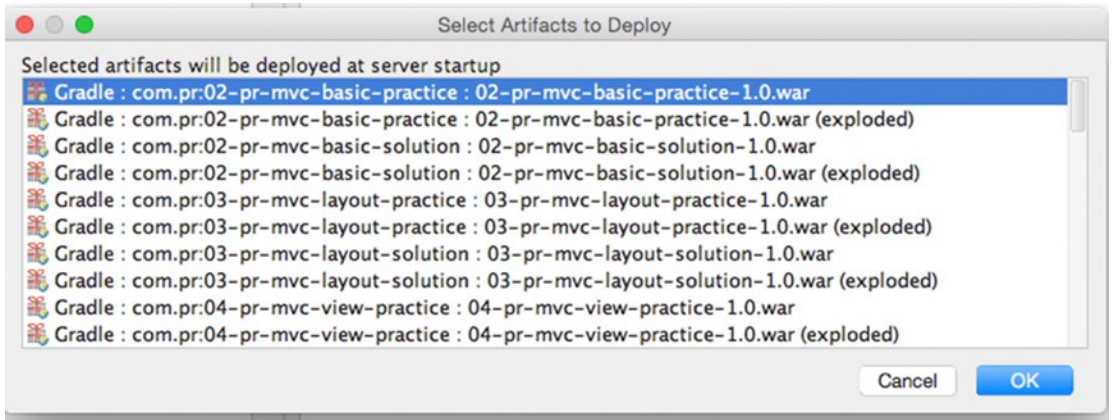 Select Artifacts to Deploy
Selected artifacts will be deployed at server startup
Gradle : com.pr:02-pr-mvc-basic-practice : 02-pr-mvc-basic-practice-1.0.war
Gradle : com.pr:02-pr-mvc-basic-practice : 02-pr-mvc-basic-practice-1.0.war (exploded)
Gradle : com.pr:02-pr-mvc-basic-solution : 02-pr-mvc-basic-solution-1.0.war
Gradle : com.pr:02-pr-mvc-basic-solution : 02-pr-mvc-basic-solution-1.0.war (exploded)
Gradle : com.pr:03-pr-mvc-layout-practice : 03-pr-mvc-layout-practice-1.0.war
Gradle : com.pr:03-pr-mvc-layout-practice : 03-pr-mvc-layout-practice-1.0.war (exploded)
Gradle : com.pr:03-pr-mvc-layout-solution : 03-pr-mvc-layout-solution-1.0.war
Gradle : com.pr:03-pr-mvc-layout-solution : 03-pr-mvc-layout-solution-1.0.war (exploded)
Gradle : com.pr:04-pr-mvc-view-practice : 04-pr-mvc-view-practice-1.0.war
Gradle : com.pr:04-pr-mvc-view-practice : 04-pr-mvc-view-practice-1.0.war (exploded)
Cancel OK